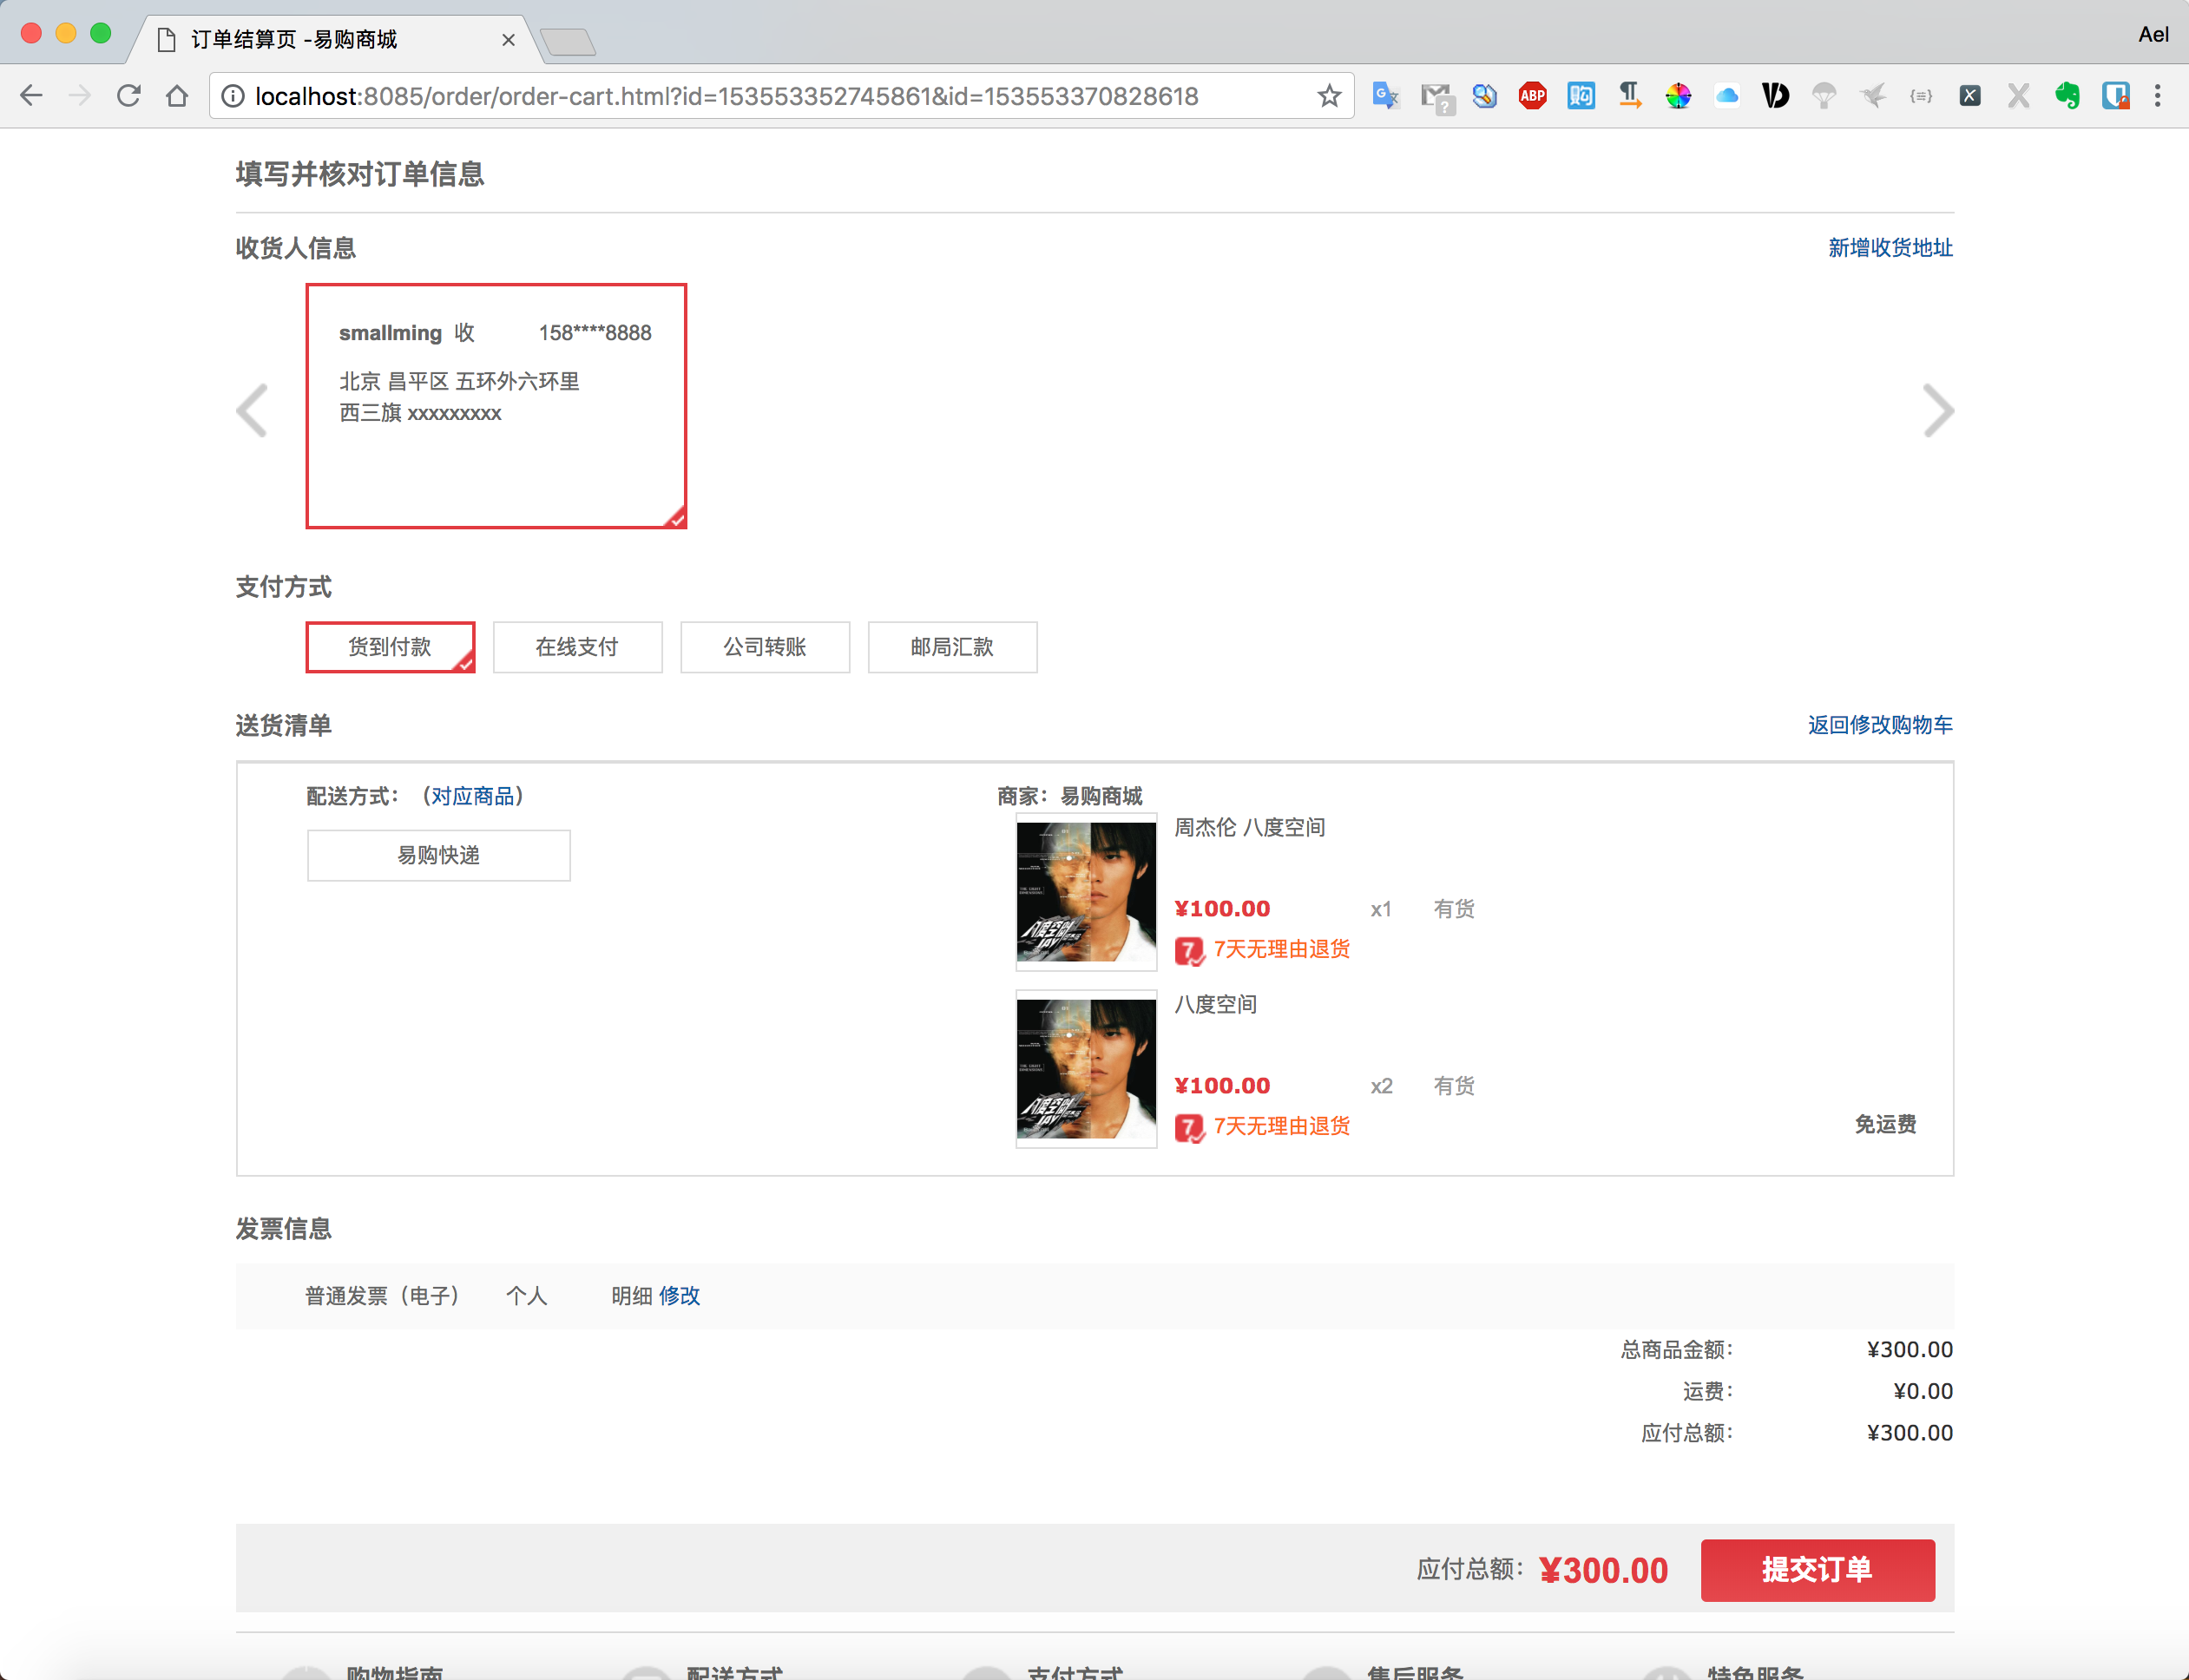 订单结算页 -易购商城
Ael
localhost:8085/order/order-cart.html?id=153553352745861&id=153553370828618
填写并核对订单信息
收货人信息
新增收货地址
smallming 收 158****8888
北京 昌平区 五环外六环里
西三旗 xxxxxxxxx
支付方式
货到付款 在线支付 公司转账 邮局汇款
送货清单
返回修改购物车
配送方式：（对应商品）
易购快递
商家：易购商城
周杰伦 八度空间
¥100.00 x1 有货
7天无理由退货
八度空间
¥100.00 x2 有货
7天无理由退货
免运费
发票信息
普通发票（电子） 个人 明细 修改
总商品金额： ¥300.00
运费： ¥0.00
应付总额： ¥300.00
应付总额：¥300.00 提交订单
购物指南 配送方式 支付方式 售后服务 特色服务